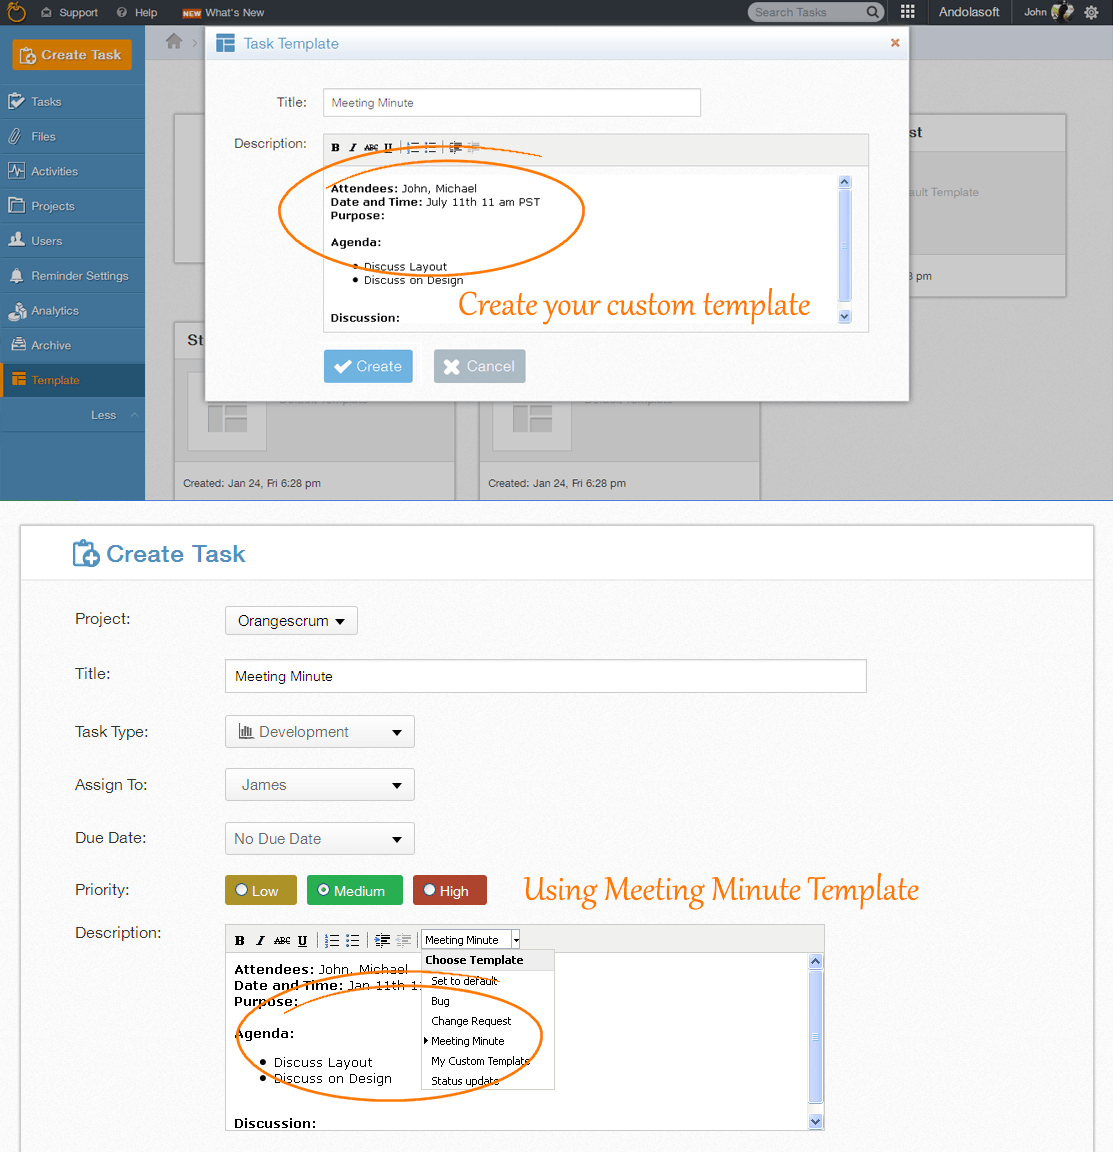 Support Help NEW What's New Search Tasks Andolasoft John
Create Task
Tasks
Files
Activities
Projects
Users
Reminder Settings
Analytics
Archive
Template
Less
Task Template
Title: Meeting Minute
Description: B I ABC U
Attendees: John, Michael
Date and Time: July 11th 11 am PST
Purpose:
Agenda:
• Discuss Layout
• Discuss on Design
Discussion:
Create your custom template
Create Cancel
Created: Jan 24, Fri 6:28 pm
Created: Jan 24, Fri 6:28 pm
Create Task
Project: Orangescrum
Title: Meeting Minute
Task Type: Development
Assign To: James
Due Date: No Due Date
Priority: Low Medium High
Using Meeting Minute Template
Description: B I ABC U Meeting Minute
Choose Template
Set to default
Bug
Change Request
Meeting Minute
My Custom Template
Status update
Attendees: John, Michael
Date and Time: Jan 11th
Purpose:
Agenda:
• Discuss Layout
• Discuss on Design
Discussion: